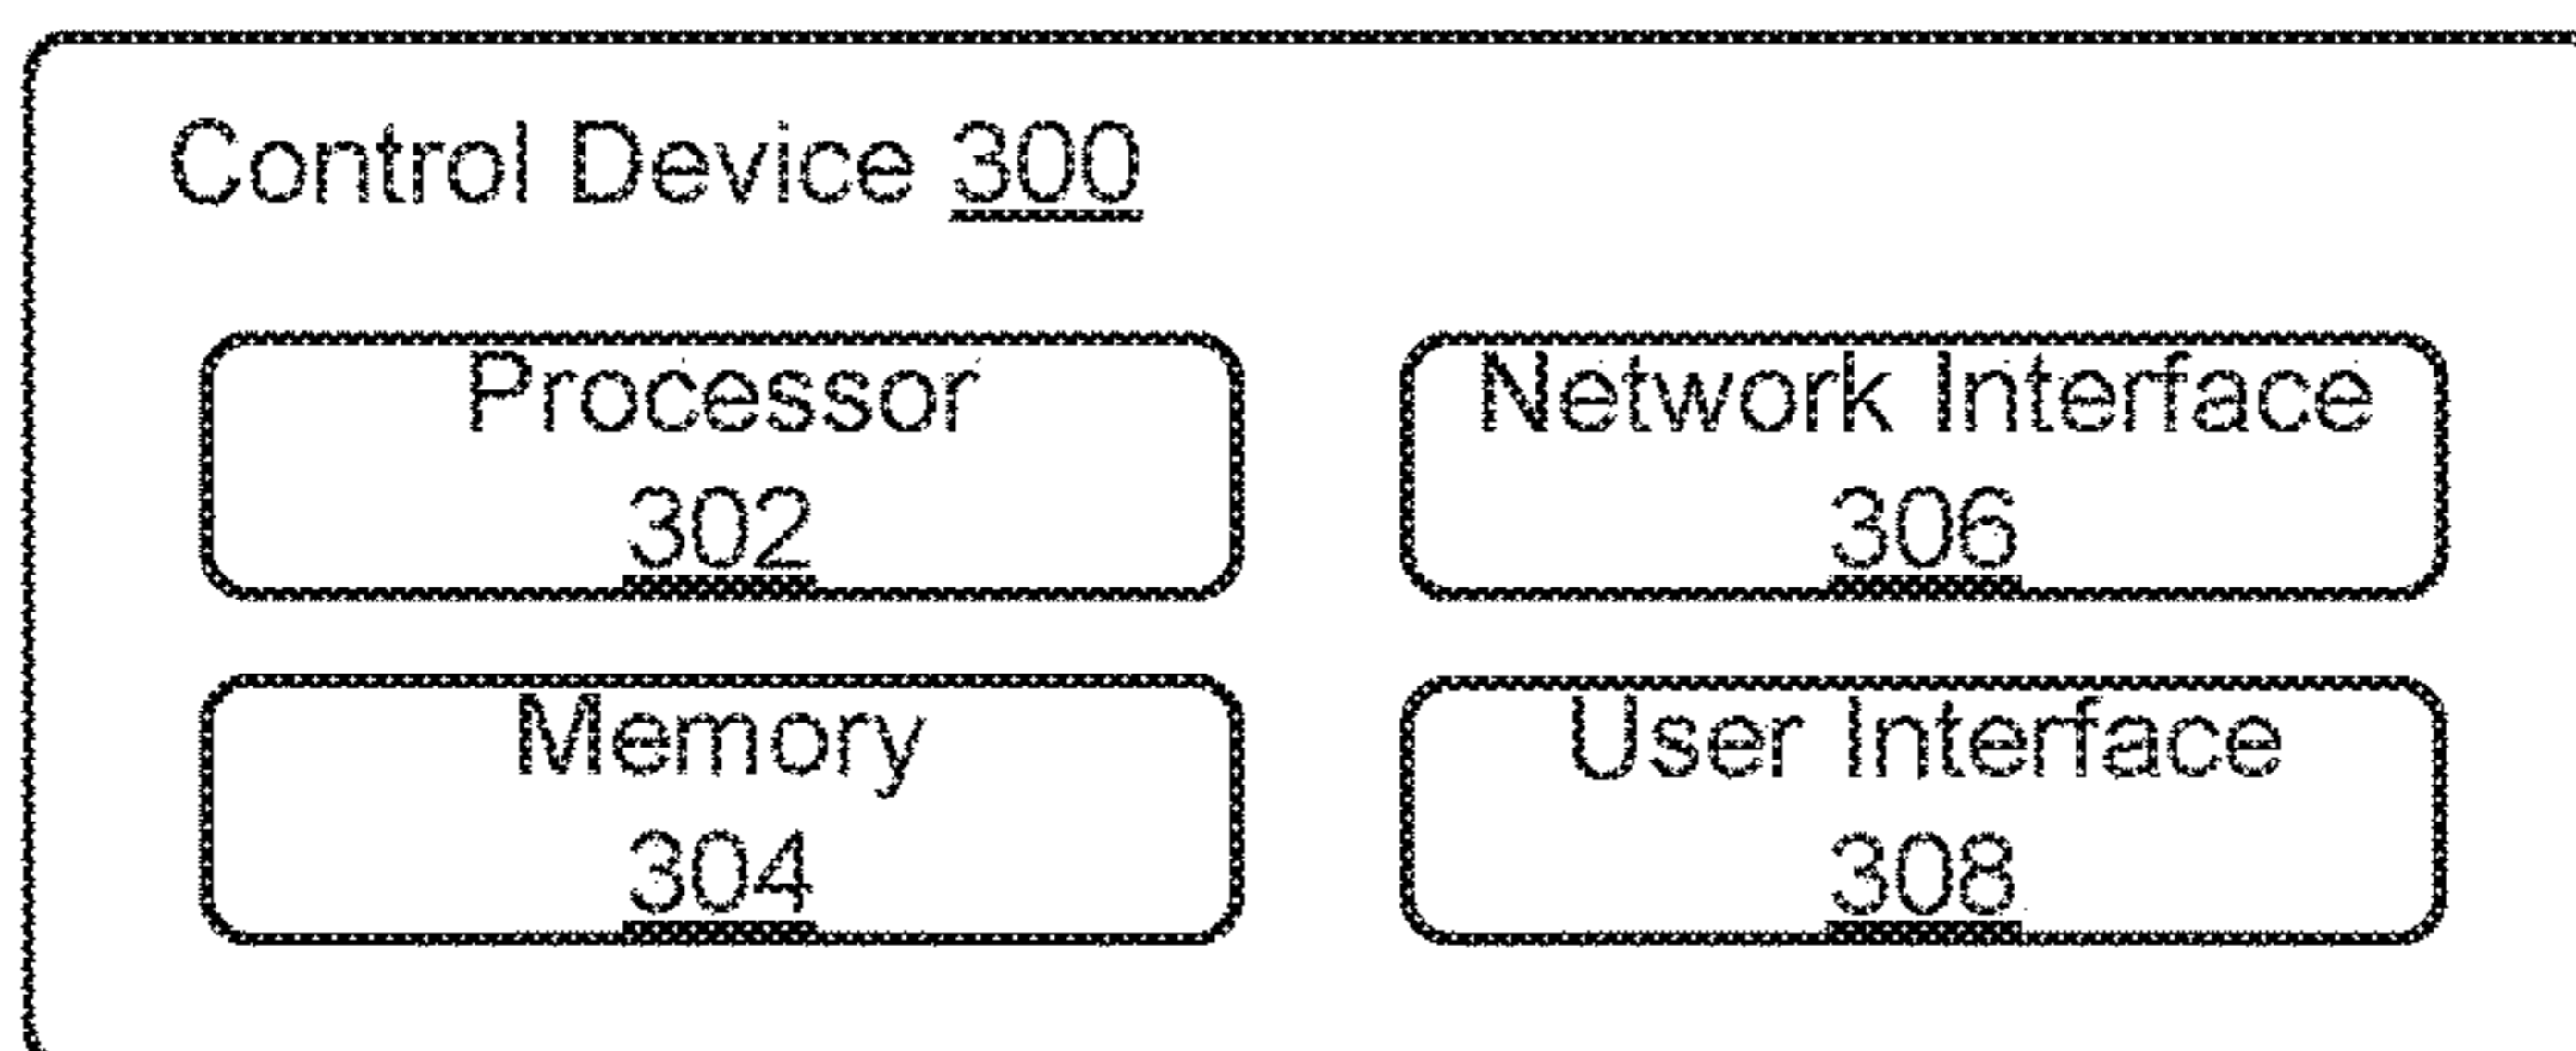 Control Device 300
Processor
302
Network Interface
306
Memory
304
User Interface
308